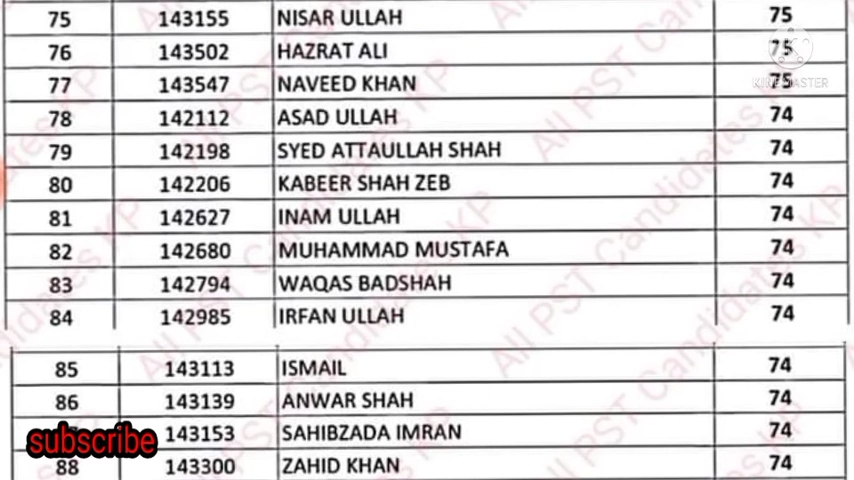 75 143155 NISAR ULLAH 75
76 143502 HAZRAT ALI 75
KINEMASTER
77 143547 NAVEED KHAN 75
78 142112 ASAD ULLAH 74
79 142198 SYED ATTAULLAH SHAH 74
80 142206 KABEER SHAH ZEB 74
81 142627 INAM ULLAH 74
82 142680 MUHAMMAD MUSTAFA 74
83 142794 WAQAS BADSHAH 74
84 142985 IRFAN ULLAH 74
85 143113 ISMAIL 74
86 143139 ANWAR SHAH 74
subscribe 143153 SAHIBZADA IMRAN 74
88 143300 ZAHID KHAN 74
All PST Candidates KP